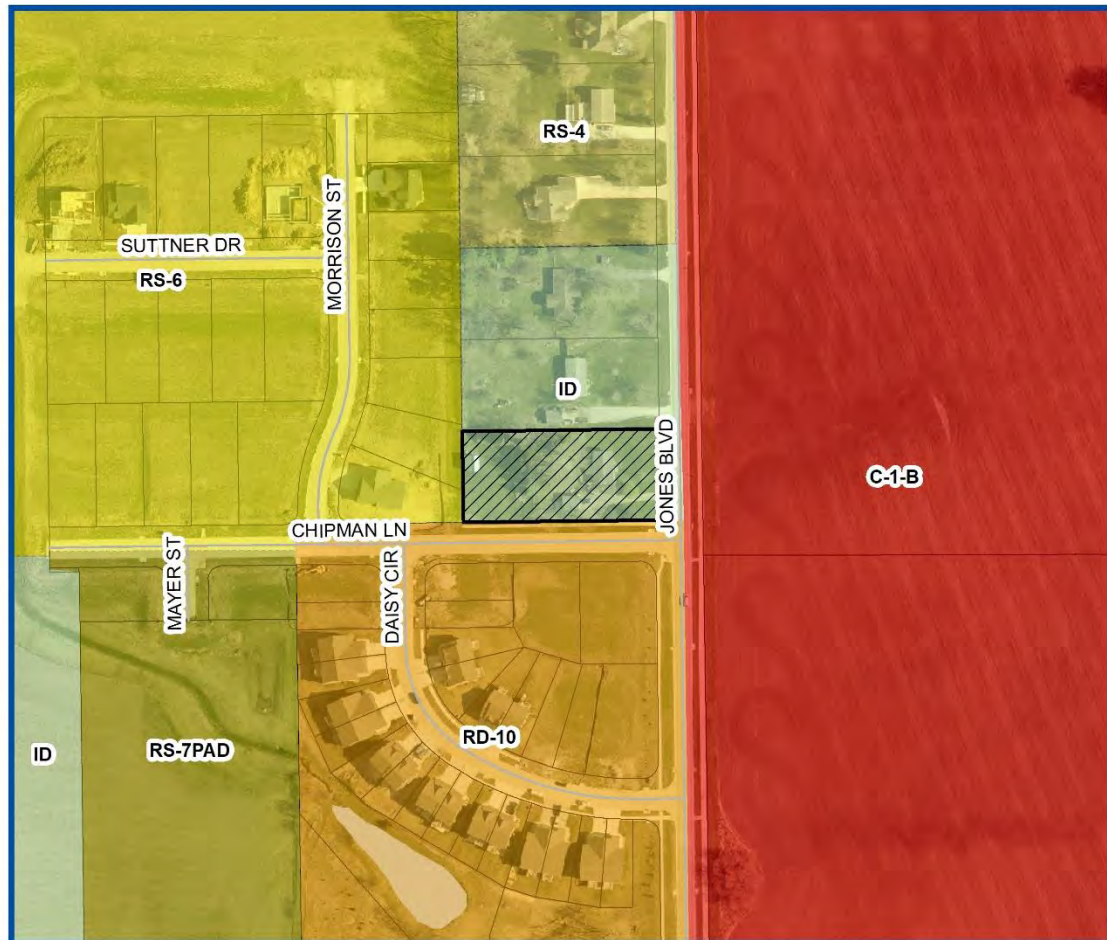 RS-4
MORRISON ST
SUTTNER DR
RS-6
ID
JONES BLVD
C-1-B
CHIPMAN LN
MAYER ST
DAISY CIR
RD-10
ID
RS-7PAD